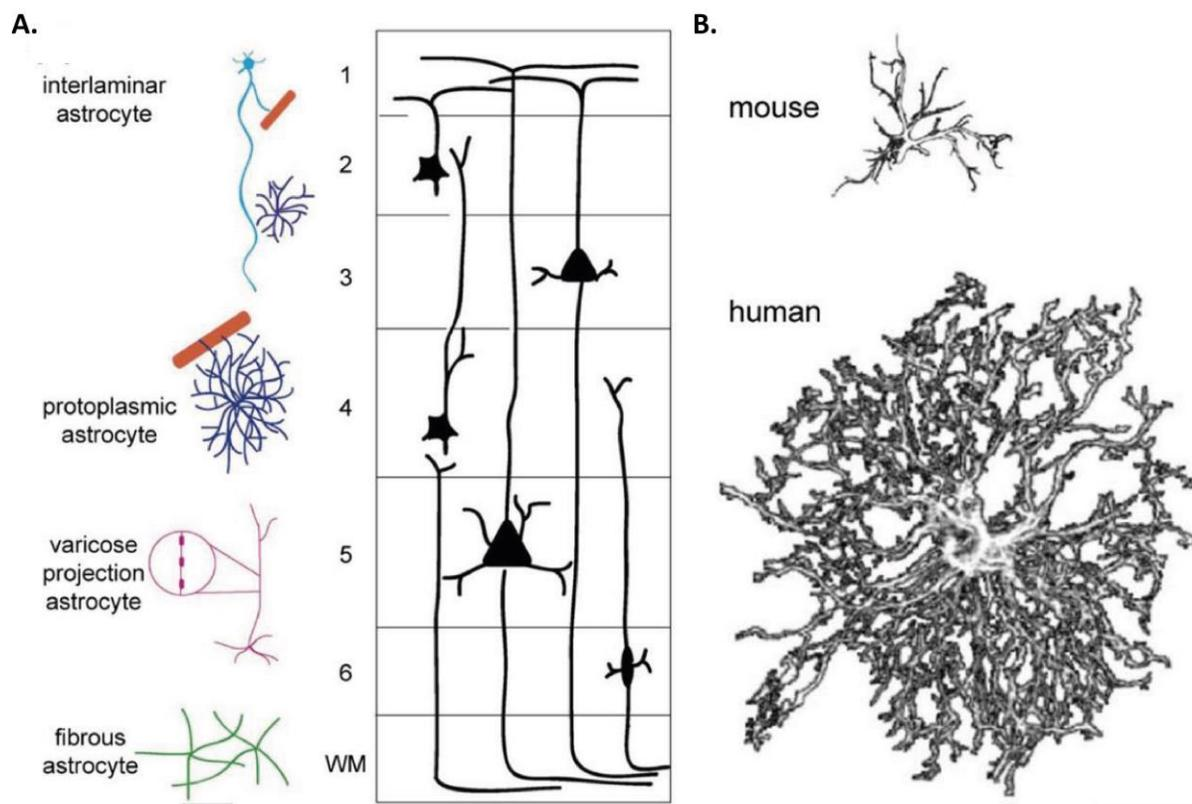 A.
interlaminar
astrocyte
protoplasmic
astrocyte
varicose
projection
astrocyte
fibrous
astrocyte
1
2
3
4
5
6
WM
B.
mouse
human